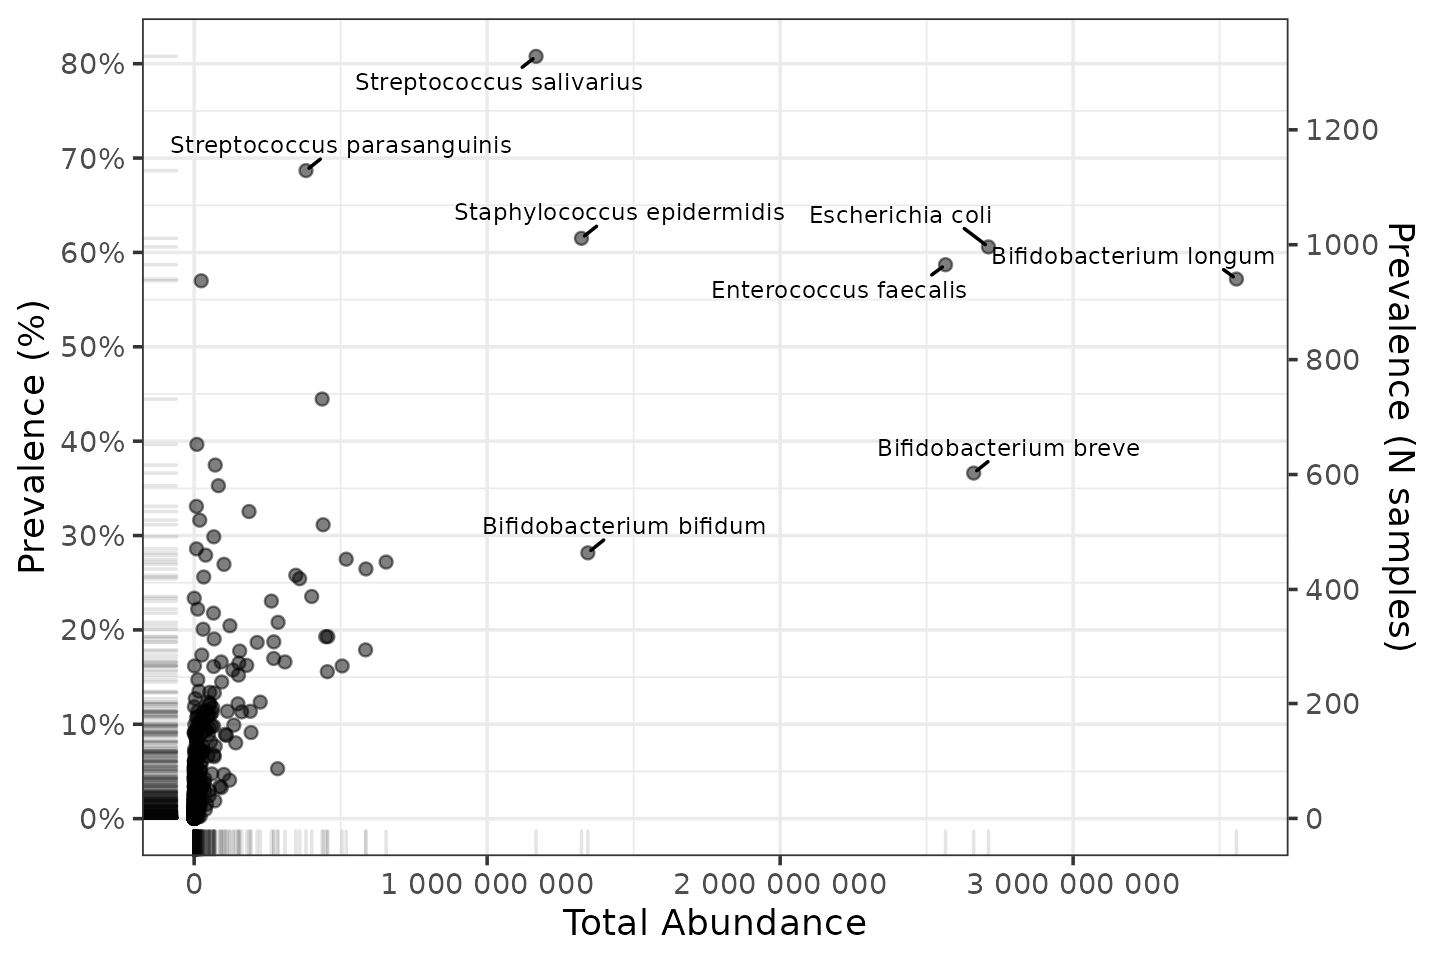 80%
Streptococcus salivarius
1200
Streptococcus parasanguinis
70%
Staphylococcus epidermidis
Escherichia coli
1000
60%
Bifidobacterium longum
Enterococcus faecalis
Prevalence (%)
Prevalence (N samples)
50%
800
40%
Bifidobacterium breve
600
30%
Bifidobacterium bifidum
400
20%
200
10%
0%
0
0
1 000 000 000
2 000 000 000
3 000 000 000
Total Abundance